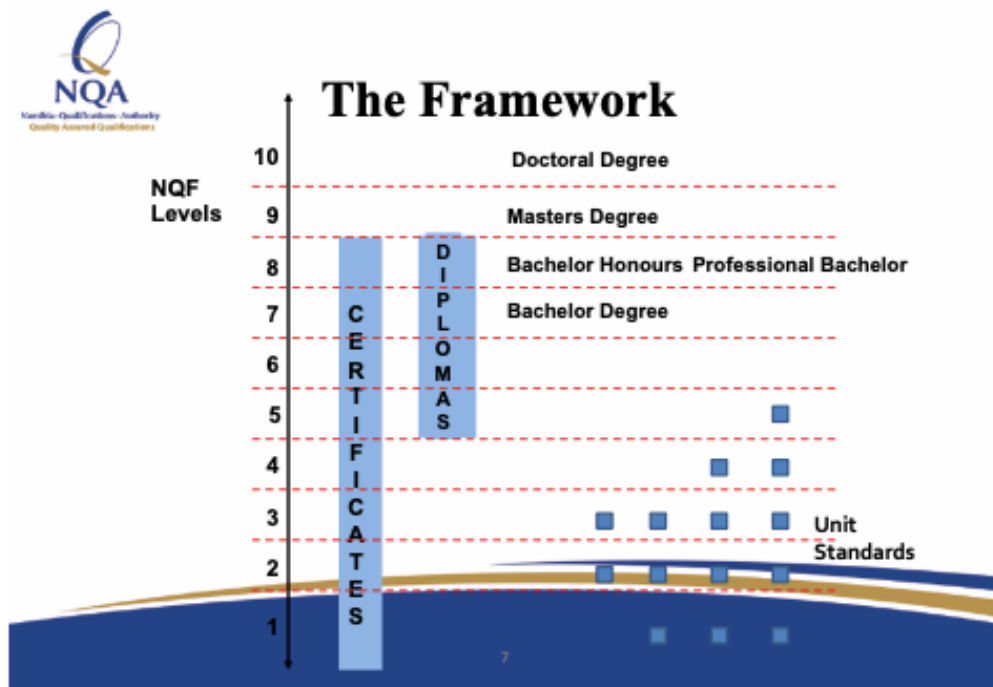 NQA
Namibia Qualifications Authority
Quality Assured Qualifications
The Framework
NQF
Levels
10
Doctoral Degree
9
Masters Degree
8
Bachelor Honours Professional Bachelor
7
Bachelor Degree
6
5
4
3
2
1
CERTIFICATES
DIPLOMAS
Unit
Standards
7